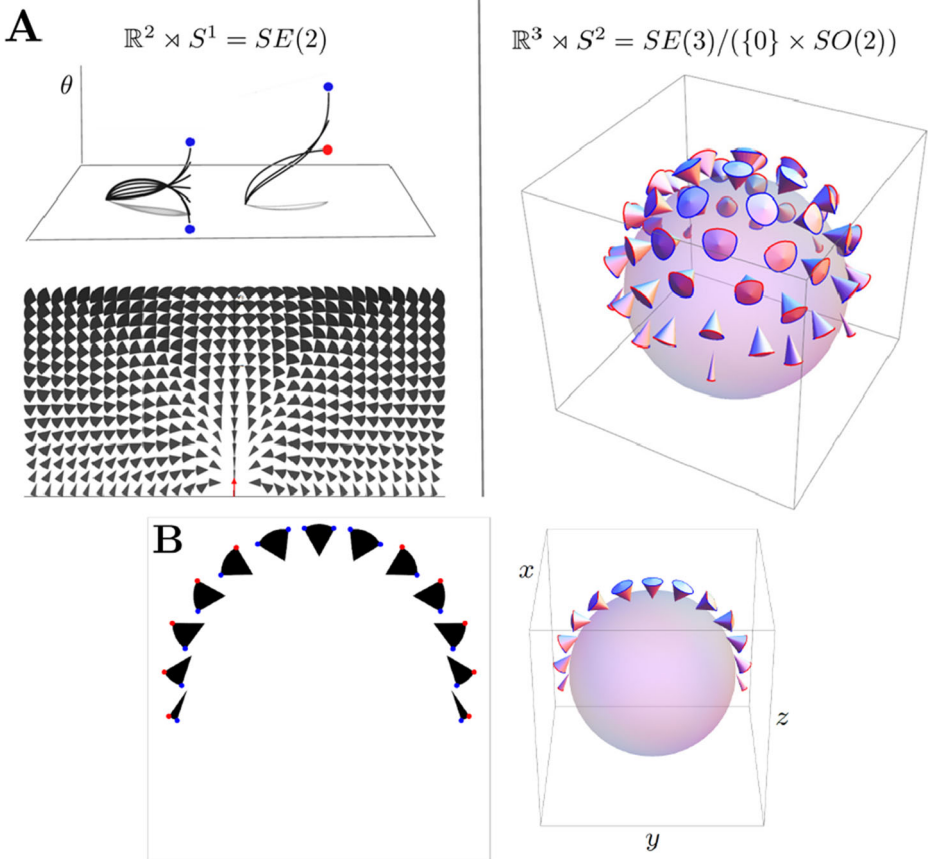 A
ℝ² ⋊ S¹ = SE(2)
ℝ³ ⋊ S² = SE(3)/({0} × SO(2))
θ
B
x
z
y